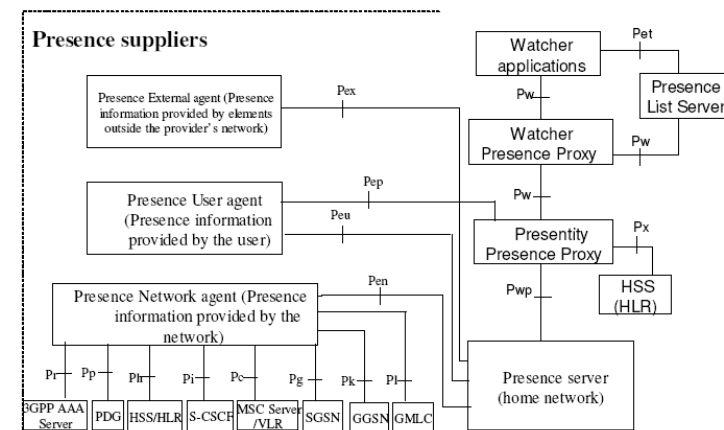 Presence suppliers
Watcher
applications
Pet
Presence
List Server
Pex
Presence External agent (Presence
information provided by elements
outside the provider's network)
Pw
Watcher
Presence Proxy
Pw
Pep
Presence User agent
(Presence information
provided by the user)
Peu
Pw
Presentity
Presence Proxy
Px
HSS
(HLR)
Pen
Presence Network agent (Presence
information provided by the
network)
Pwp
Presence server
(home network)
Pr
Pp
Ph
Pi
Pc
Pg
Pk
Pl
3GPP AAA
Server
PDG
HSS/HLR
S-CSCF
MSC Server
/VLR
SGSN
GGSN
GMLC